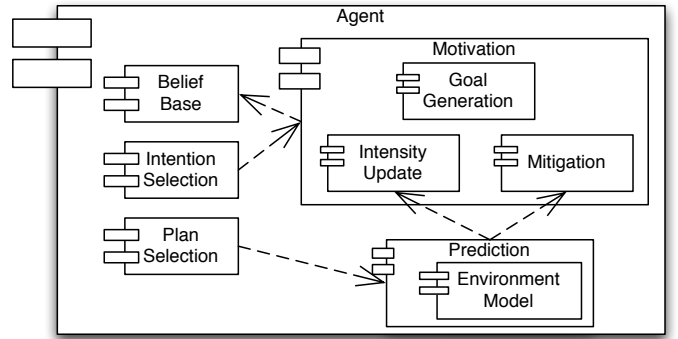 Agent
Motivation
Goal
Generation
Belief
Base
Intention
Selection
Intensity
Update
Mitigation
Plan
Selection
Prediction
Environment
Model